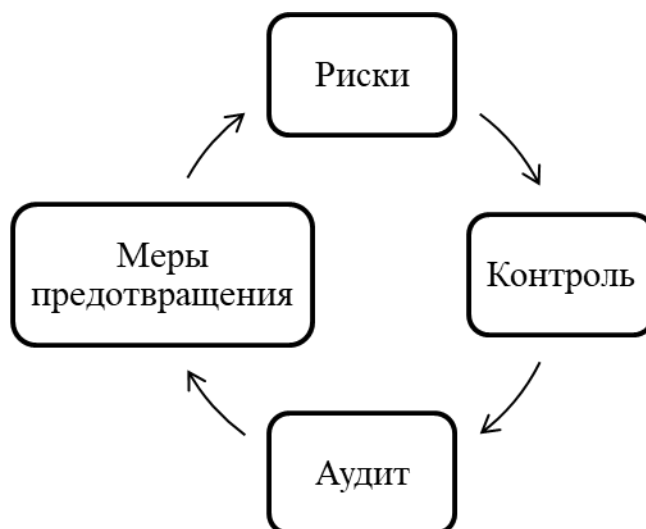 Риски
Контроль
Аудит
Меры
предотвращения